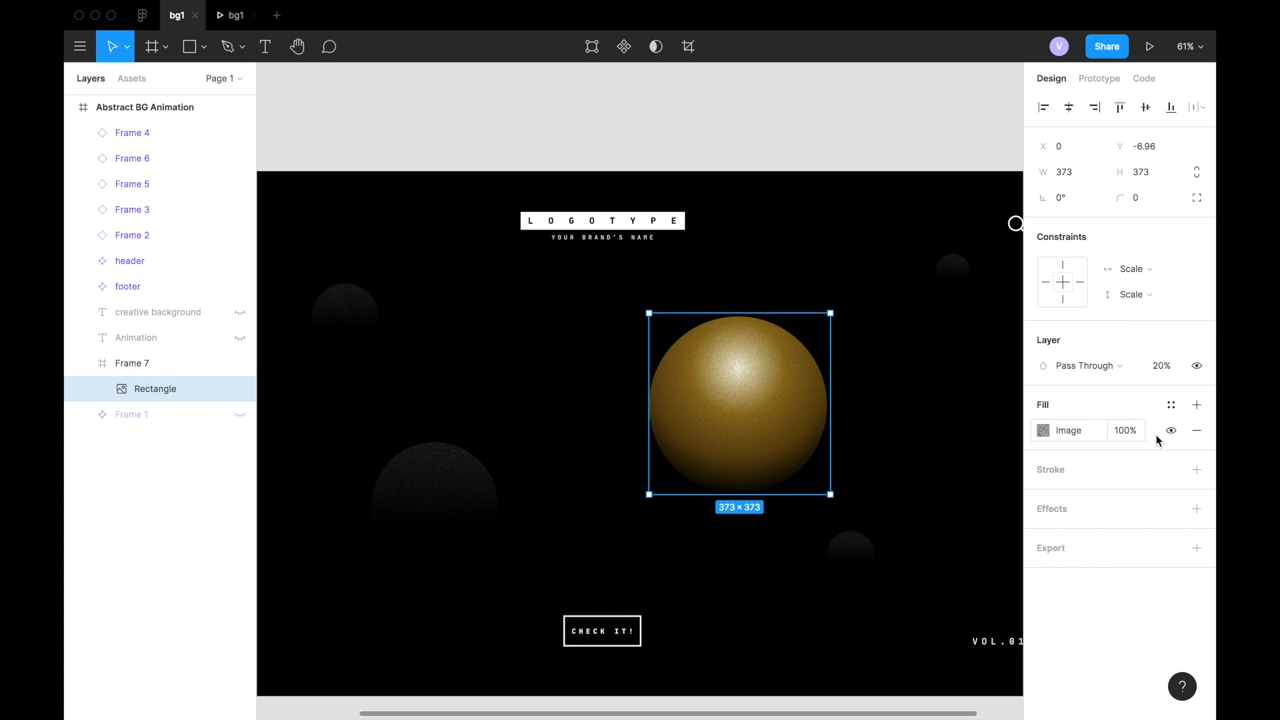 bg1
bg1
Share
61%
Layers
Assets
Page 1
Design
Prototype
Code
Abstract BG Animation
Frame 4
Frame 6
Frame 5
Frame 3
Frame 2
header
footer
creative background
Animation
Frame 7
Rectangle
Frame 1
LOGOTYPE
YOUR BRAND'S NAME
373 × 373
CHECK IT!
VOL.01
X 0 Y -6.96
W 373 H 373
0° 0
Constraints
Scale
Scale
Layer
Pass Through 20%
Fill
Image 100%
Stroke
Effects
Export
V
?